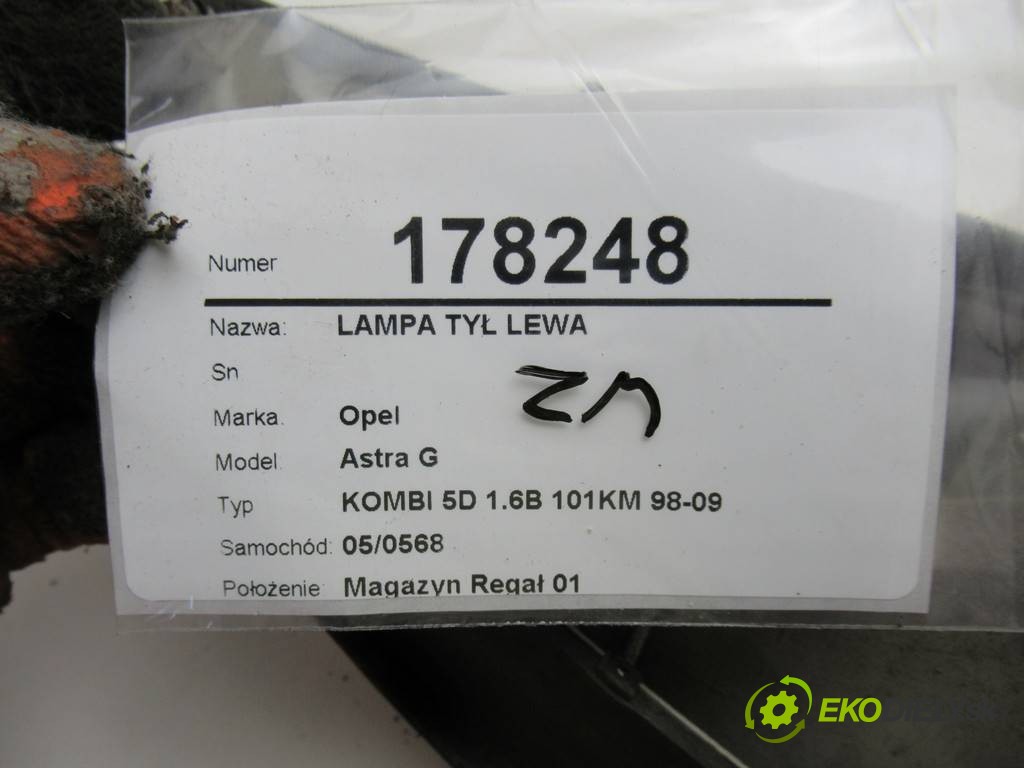 Numer 178248
Nazwa: LAMPA TYŁ LEWA
Sn
Marka: Opel
Model: Astra G
Typ KOMBI 5D 1.6B 101KM 98-09
Samochód: 05/0568
Położenie Magazyn Regał 01
EKO